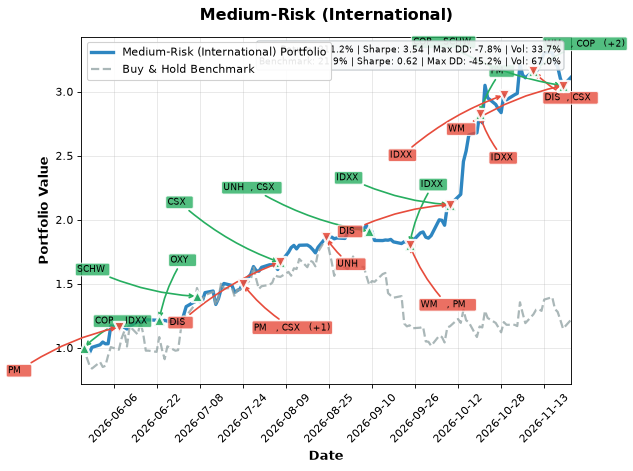 Medium-Risk (International)
COP , SCHW
, COP (+2)
Medium-Risk (International) Portfolio
Buy & Hold Benchmark
1.2% | Sharpe: 3.54 | Max DD: -7.8% | Vol: 33.7%
9% | Sharpe: 0.62 | Max DD: -45.2% | Vol: 67.0%
PM
DIS , CSX
WM
IDXX
IDXX
IDXX
IDXX
UNH , CSX
CSX
DIS
OXY
SCHW
UNH
WM , PM
COP , IDXX
DIS
PM , CSX (+1)
PM
3.0
2.5
2.0
1.5
1.0
Portfolio Value
2026-06-06
2026-06-22
2026-07-08
2026-07-24
2026-08-09
2026-08-25
2026-09-10
2026-09-26
2026-10-12
2026-10-28
2026-11-13
Date